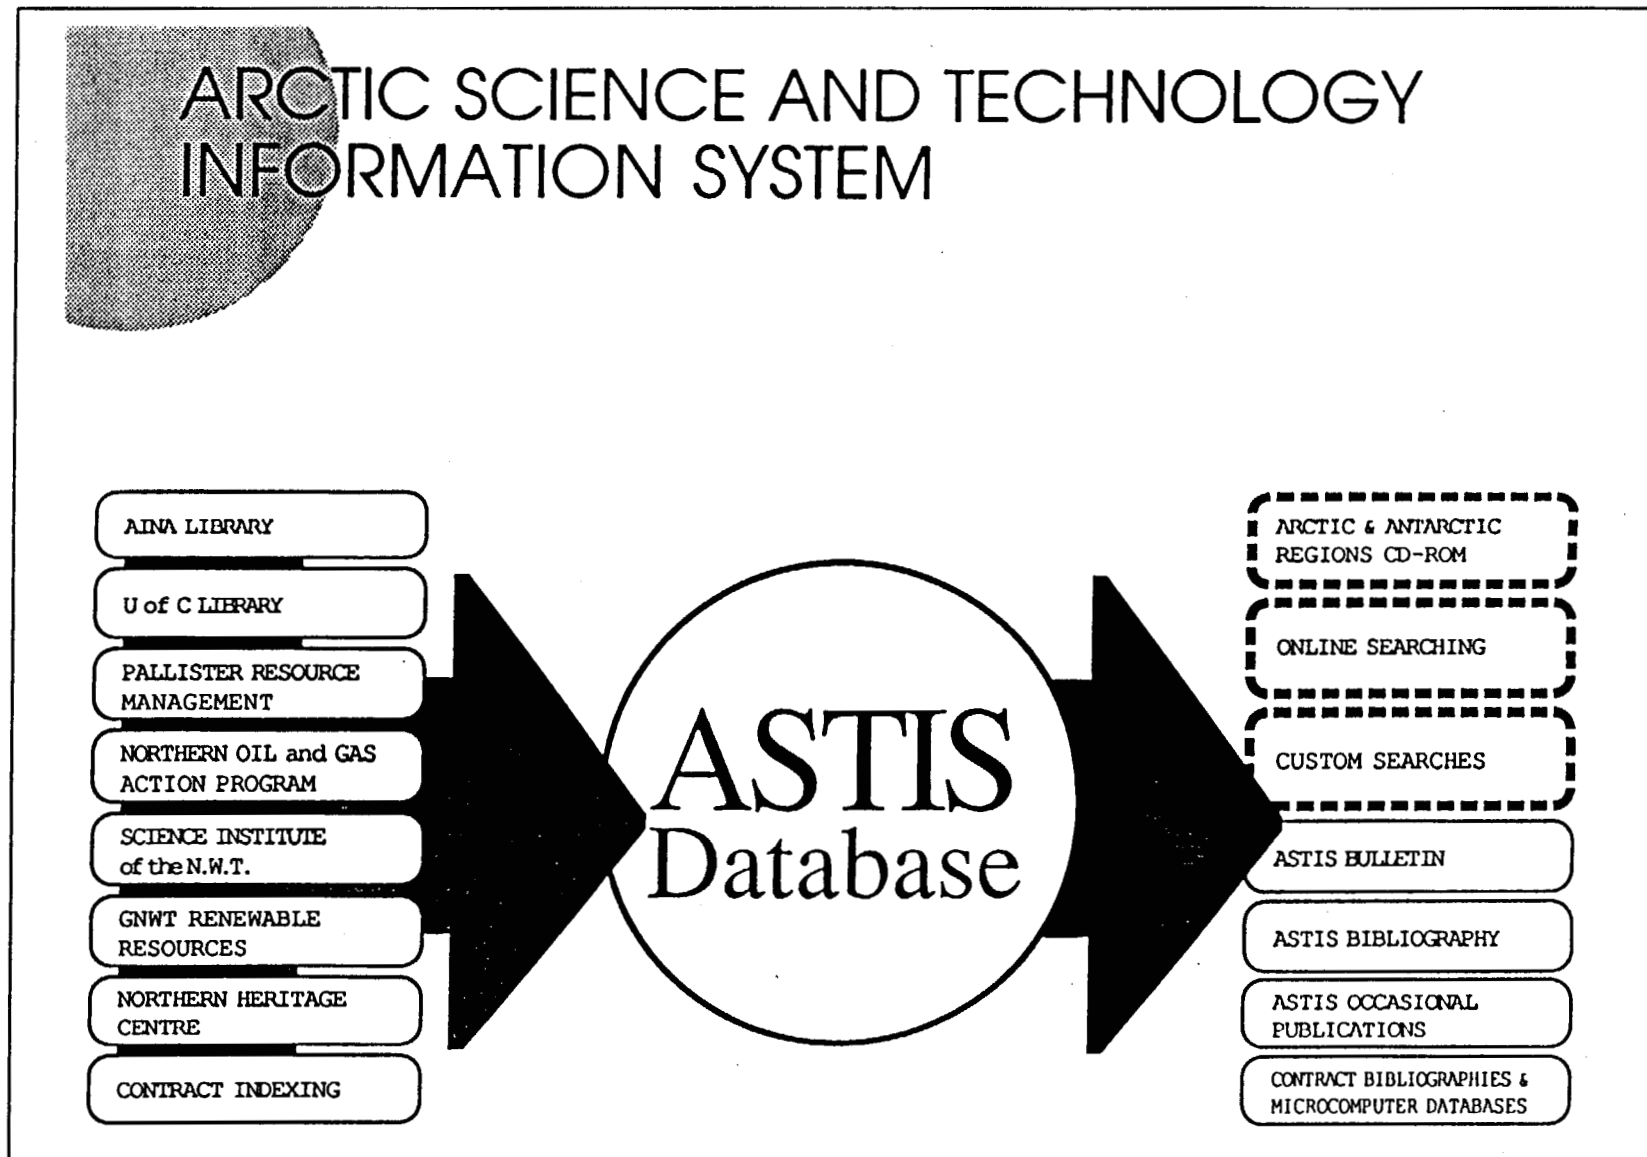 ARCTIC SCIENCE AND TECHNOLOGY
INFORMATION SYSTEM
AINA LIBRARY
U of C LIBRARY
PALLISTER RESOURCE
MANAGEMENT
NORTHERN OIL and GAS
ACTION PROGRAM
SCIENCE INSTITUTE
of the N.W.T.
GNWT RENEWABLE
RESOURCES
NORTHERN HERITAGE
CENTRE
CONTRACT INDEXING
ASTIS
Database
ARCTIC & ANTARCTIC
REGIONS CD-ROM
ONLINE SEARCHING
CUSTOM SEARCHES
ASTIS BULLETIN
ASTIS BIBLIOGRAPHY
ASTIS OCCASIONAL
PUBLICATIONS
CONTRACT BIBLIOGRAPHIES &
MICROCOMPUTER DATABASES